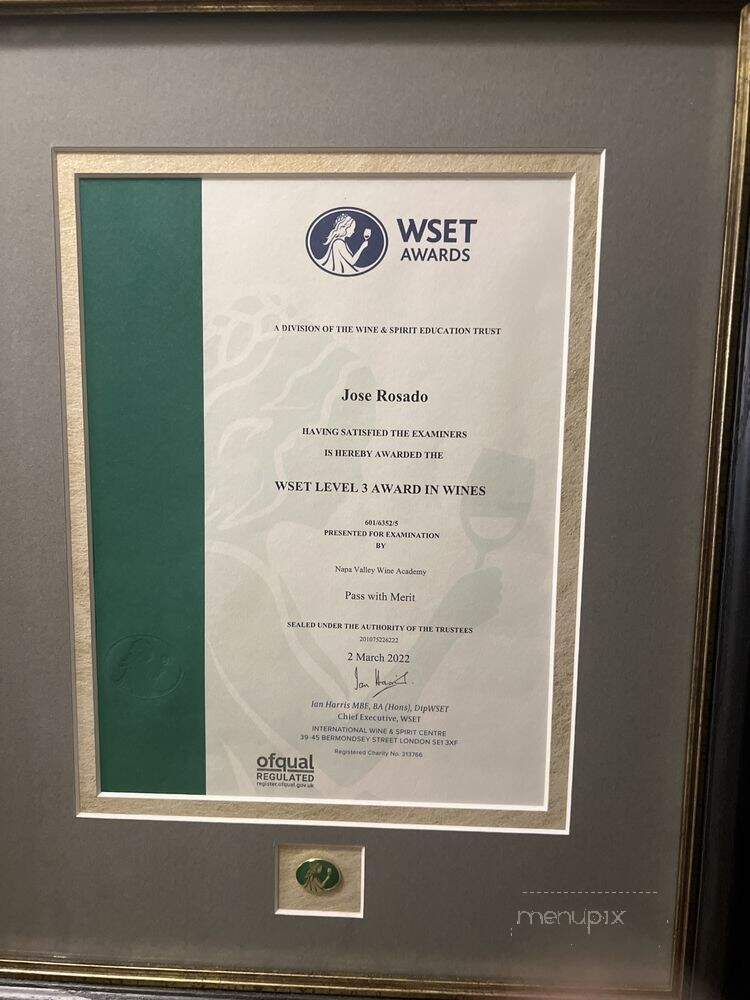 WSET
AWARDS
A DIVISION OF THE WINE & SPIRIT EDUCATION TRUST
Jose Rosado
HAVING SATISFIED THE EXAMINERS
IS HEREBY AWARDED THE
WSET LEVEL 3 AWARD IN WINES
601/6352/5
PRESENTED FOR EXAMINATION
BY
Napa Valley Wine Academy
Pass with Merit
SEALED UNDER THE AUTHORITY OF THE TRUSTEES
201075226222
2 March 2022
Ian Harris
Ian Harris MBE, BA (Hons), DipWSET
Chief Executive, WSET
INTERNATIONAL WINE & SPIRIT CENTRE
39-45 BERMONDSEY STREET LONDON SE1 3XF
Registered Charity No. 313766
ofqual
REGULATED
register.ofqual.gov.uk
menupix